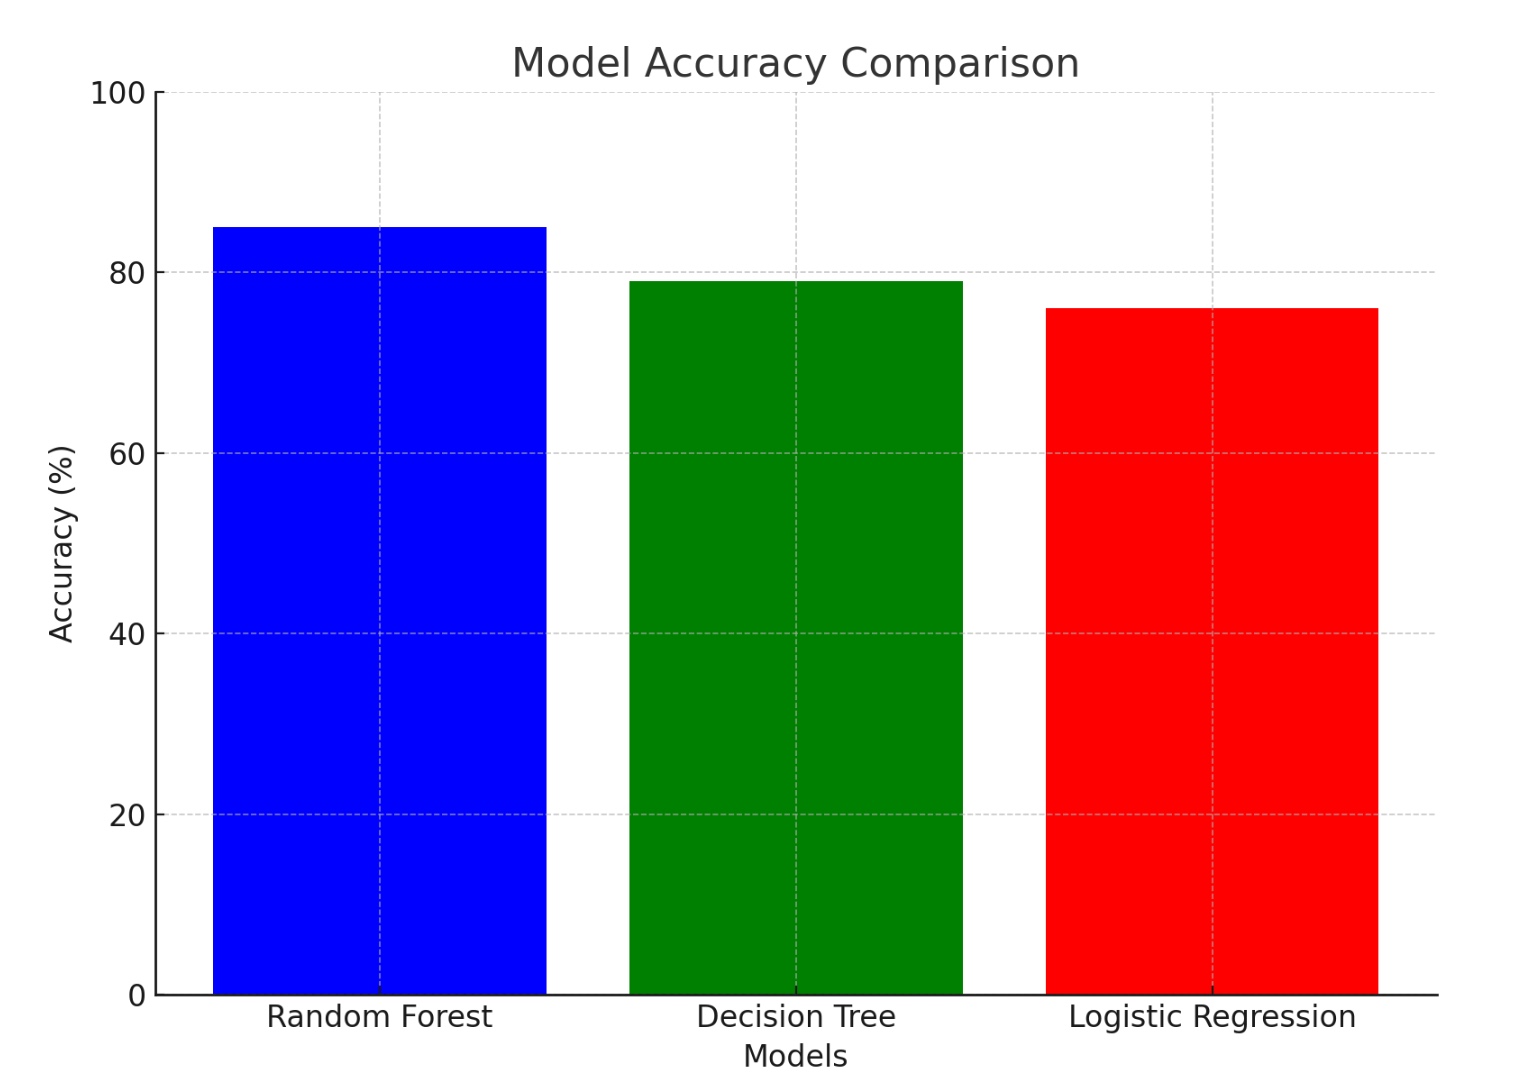 Model Accuracy Comparison
100
80
60
40
20
0
Accuracy (%)
Random Forest
Decision Tree
Logistic Regression
Models